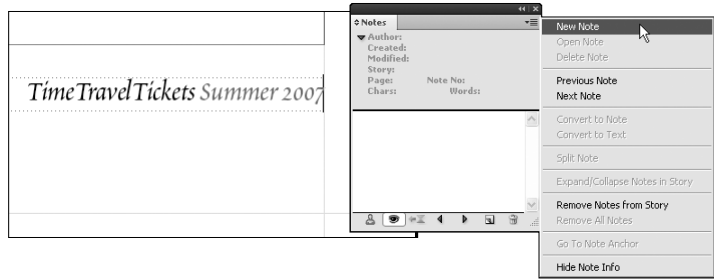 TimeTravelTickets Summer 2007
Notes
Author:
Created:
Modified:
Story:
Page: Note No:
Chars: Words:
New Note
Open Note
Delete Note
Previous Note
Next Note
Convert to Note
Convert to Text
Split Note
Expand/Collapse Notes in Story
Remove Notes from Story
Remove All Notes
Go To Note Anchor
Hide Note Info